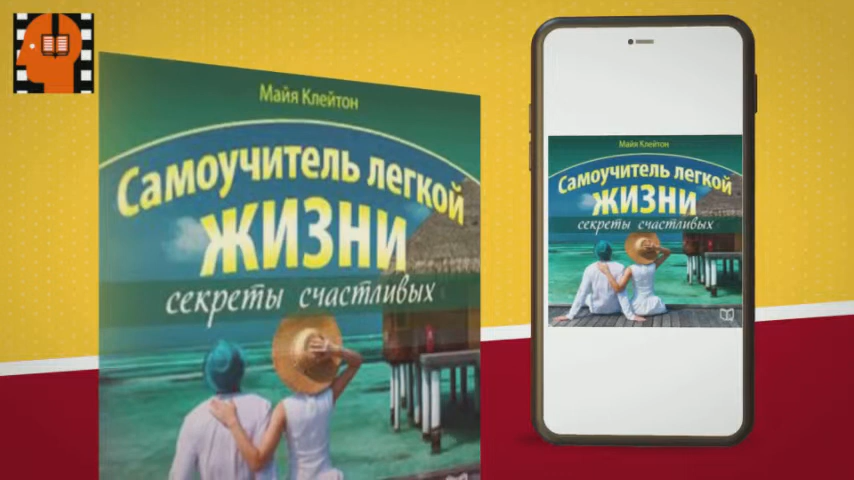 Майя Клейтон
Самоучитель легкой
жизни
секреты счастливых
Майя Клейтон
Самоучитель легкой
жизни
секреты счастливых